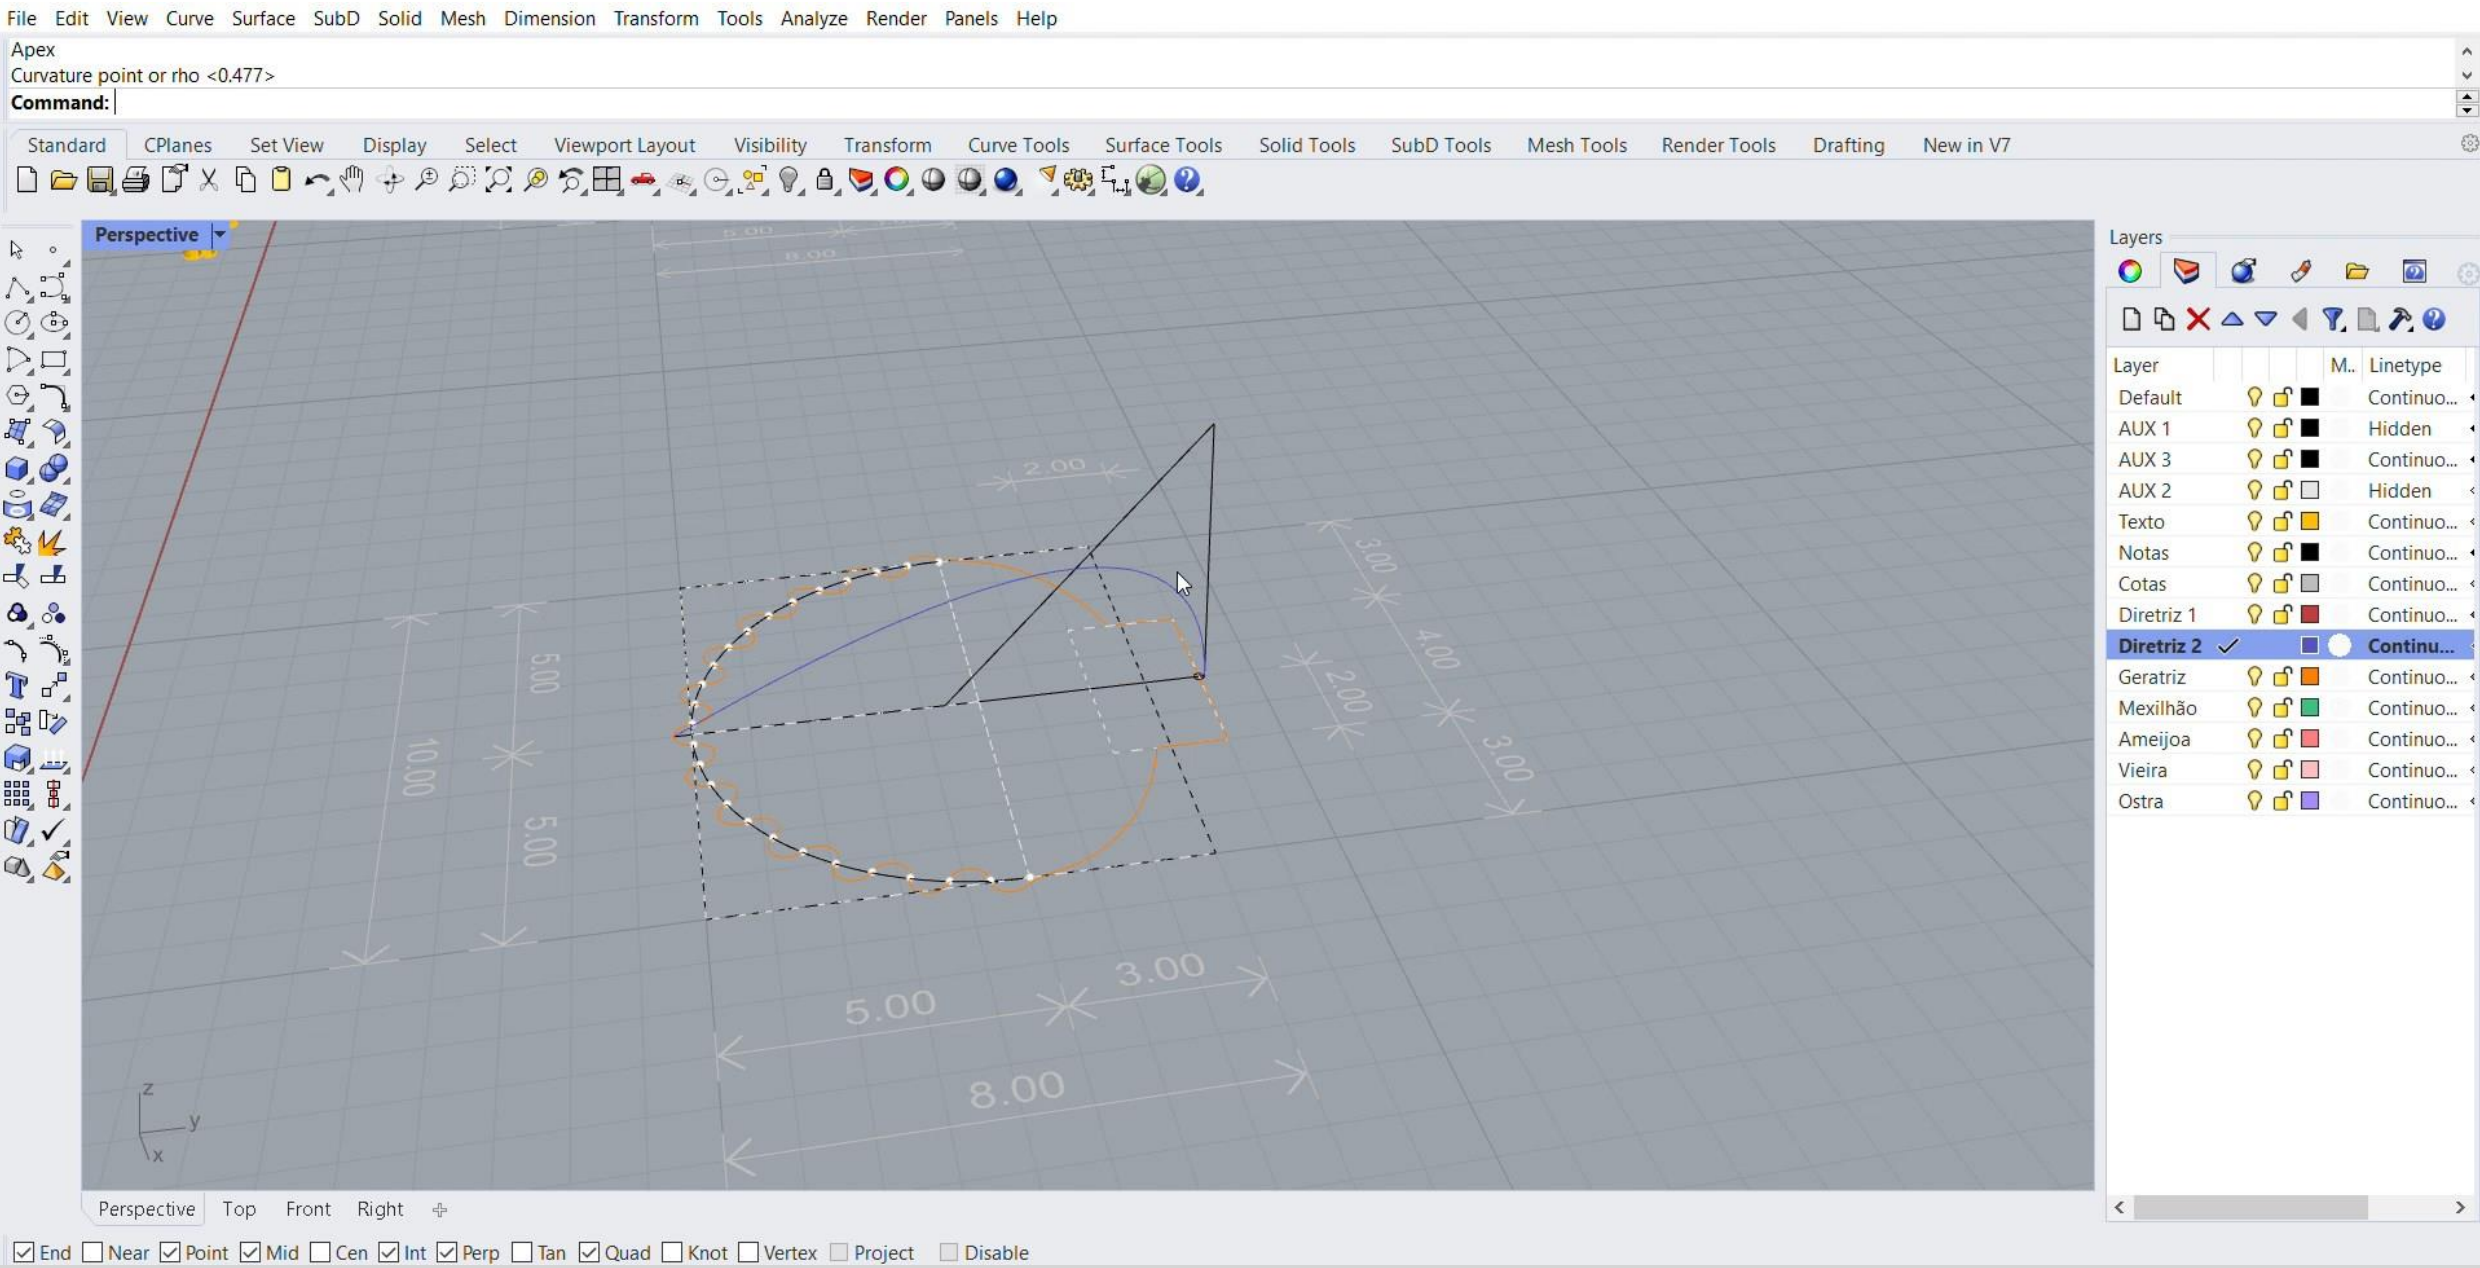 File Edit View Curve Surface SubD Solid Mesh Dimension Transform Tools Analyze Render Panels Help
Apex
Curvature point or rho <0.477>
Command:
Standard CPlanes Set View Display Select Viewport Layout Visibility Transform Curve Tools Surface Tools Solid Tools SubD Tools Mesh Tools Render Tools Drafting New in V7
Perspective
5.00
8.00
2.00
3.00
4.00
2.00
3.00
5.00
10.00
5.00
3.00
5.00
8.00
z
y
x
Layers
Layer M.. Linetype
Default Continuo...
AUX 1 Hidden
AUX 3 Continuo...
AUX 2 Hidden
Texto Continuo...
Notas Continuo...
Cotas Continuo...
Diretriz 1 Continuo...
Diretriz 2 Continu...
Geratriz Continuo...
Mexilhão Continuo...
Ameijoa Continuo...
Vieira Continuo...
Ostra Continuo...
Perspective Top Front Right
End Near Point Mid Cen Int Perp Tan Quad Knot Vertex Project Disable